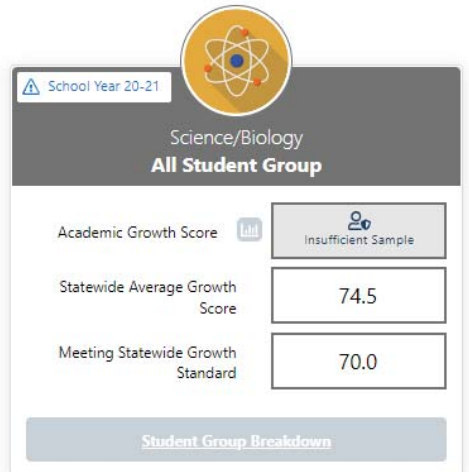 School Year 20-21
Science/Biology
All Student Group
Academic Growth Score
Insufficient Sample
Statewide Average Growth
Score
74.5
Meeting Statewide Growth
Standard
70.0
Student Group Breakdown